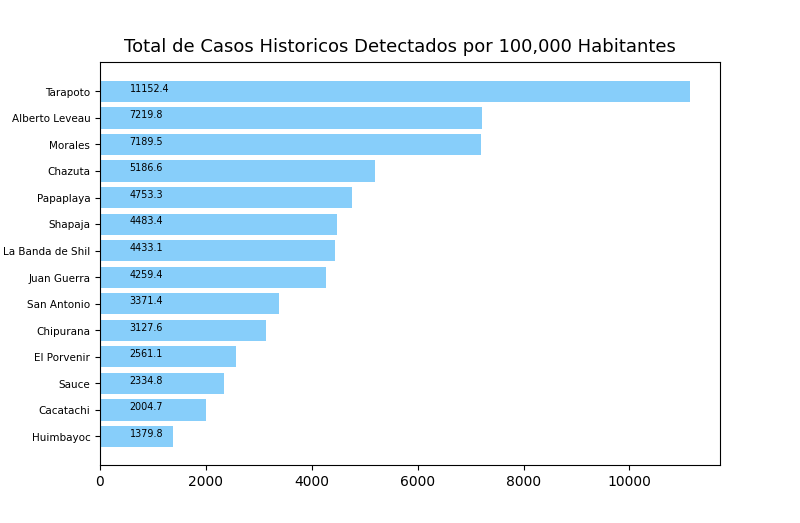 Total de Casos Historicos Detectados por 100,000 Habitantes
Tarapoto 11152.4
Alberto Leveau 7219.8
Morales 7189.5
Chazuta 5186.6
Papaplaya 4753.3
Shapaja 4483.4
La Banda de Shil 4433.1
Juan Guerra 4259.4
San Antonio 3371.4
Chipurana 3127.6
El Porvenir 2561.1
Sauce 2334.8
Cacatachi 2004.7
Huimbayoc 1379.8
0 2000 4000 6000 8000 10000